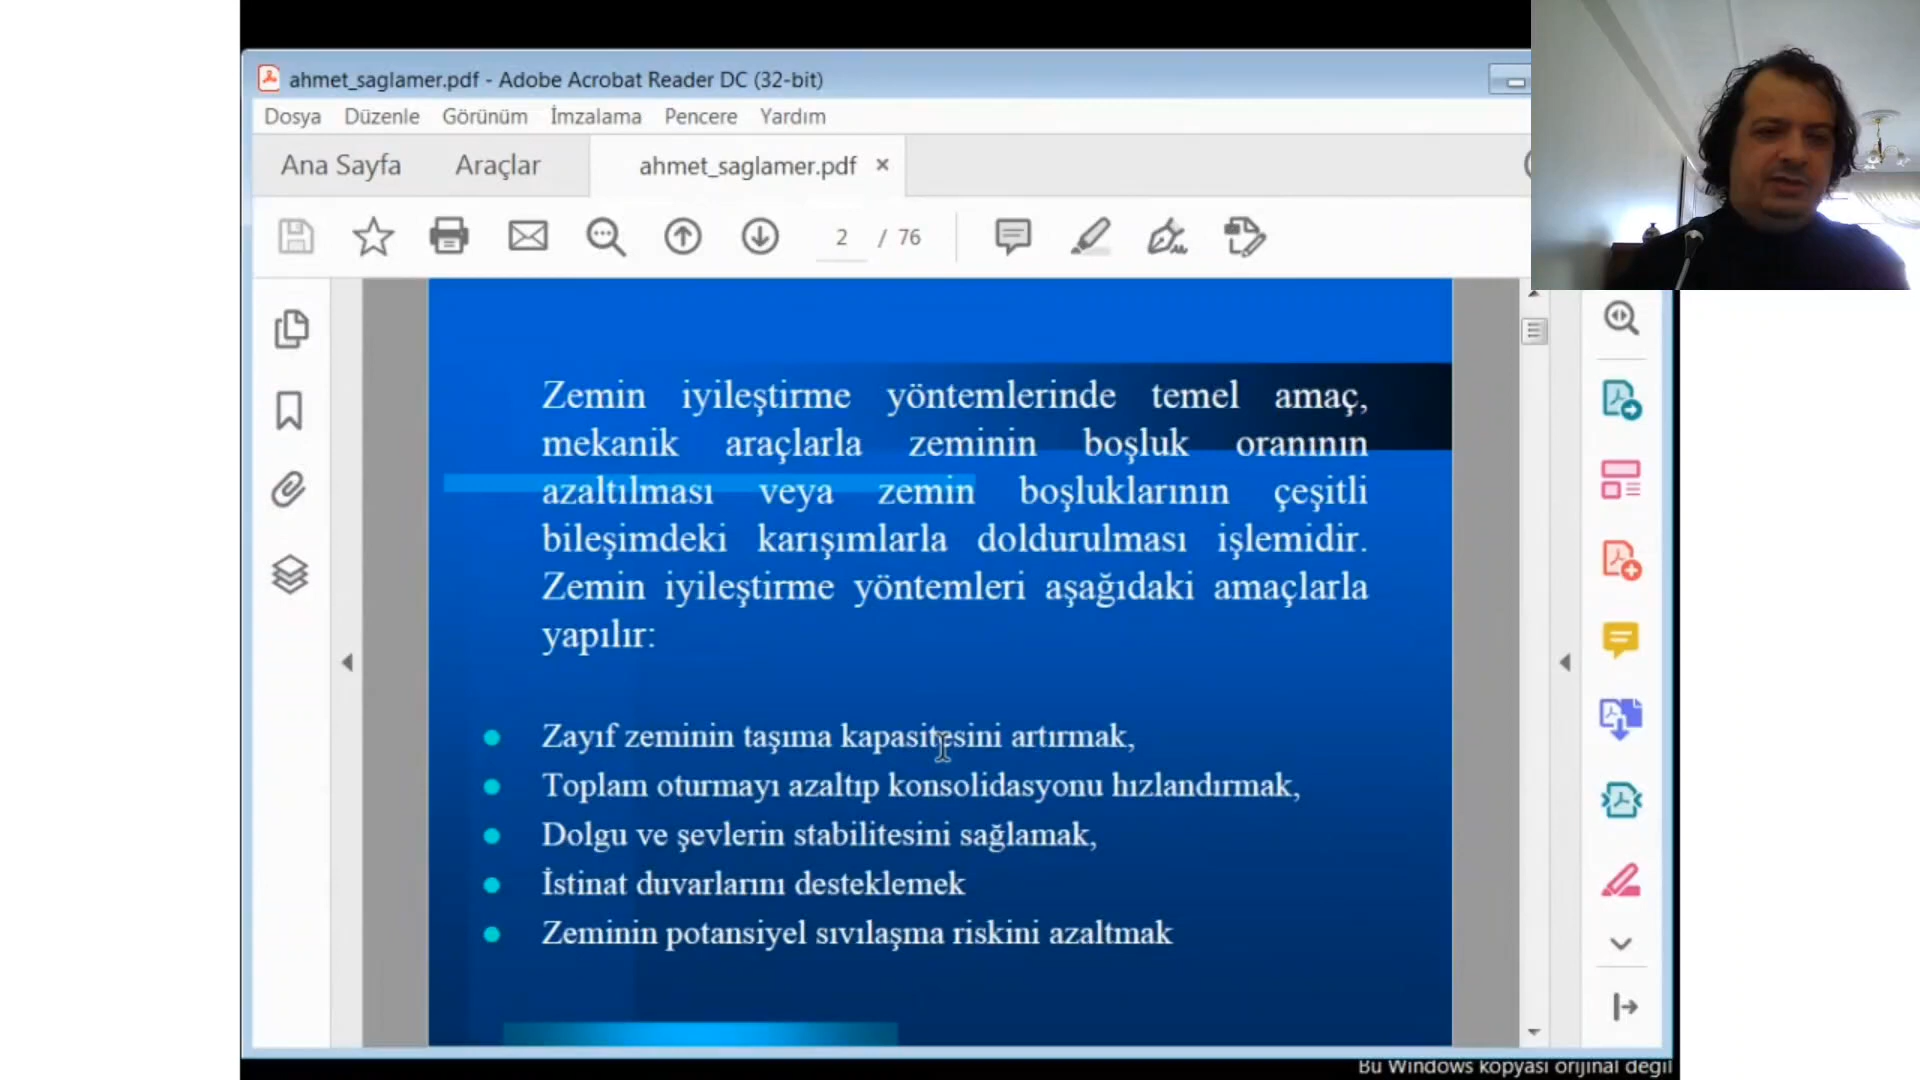 ahmet_saglamer.pdf - Adobe Acrobat Reader DC (32-bit)
Dosya Düzenle Görünüm İmzalama Pencere Yardım
Ana Sayfa Araçlar ahmet_saglamer.pdf ×
2 / 76
Zemin iyileştirme yöntemlerinde temel amaç,
mekanik araçlarla zeminin boşluk oranının
azaltılması veya zemin boşluklarının çeşitli
bileşimdeki karışımlarla doldurulması işlemidir.
Zemin iyileştirme yöntemleri aşağıdaki amaçlarla
yapılır:
Zayıf zeminin taşıma kapasitesini artırmak,
Toplam oturmayı azaltıp konsolidasyonu hızlandırmak,
Dolgu ve şevlerin stabilitesini sağlamak,
İstinat duvarlarını desteklemek
Zeminin potansiyel sıvılaşma riskini azaltmak
Bu Windows kopyası orijinal değil